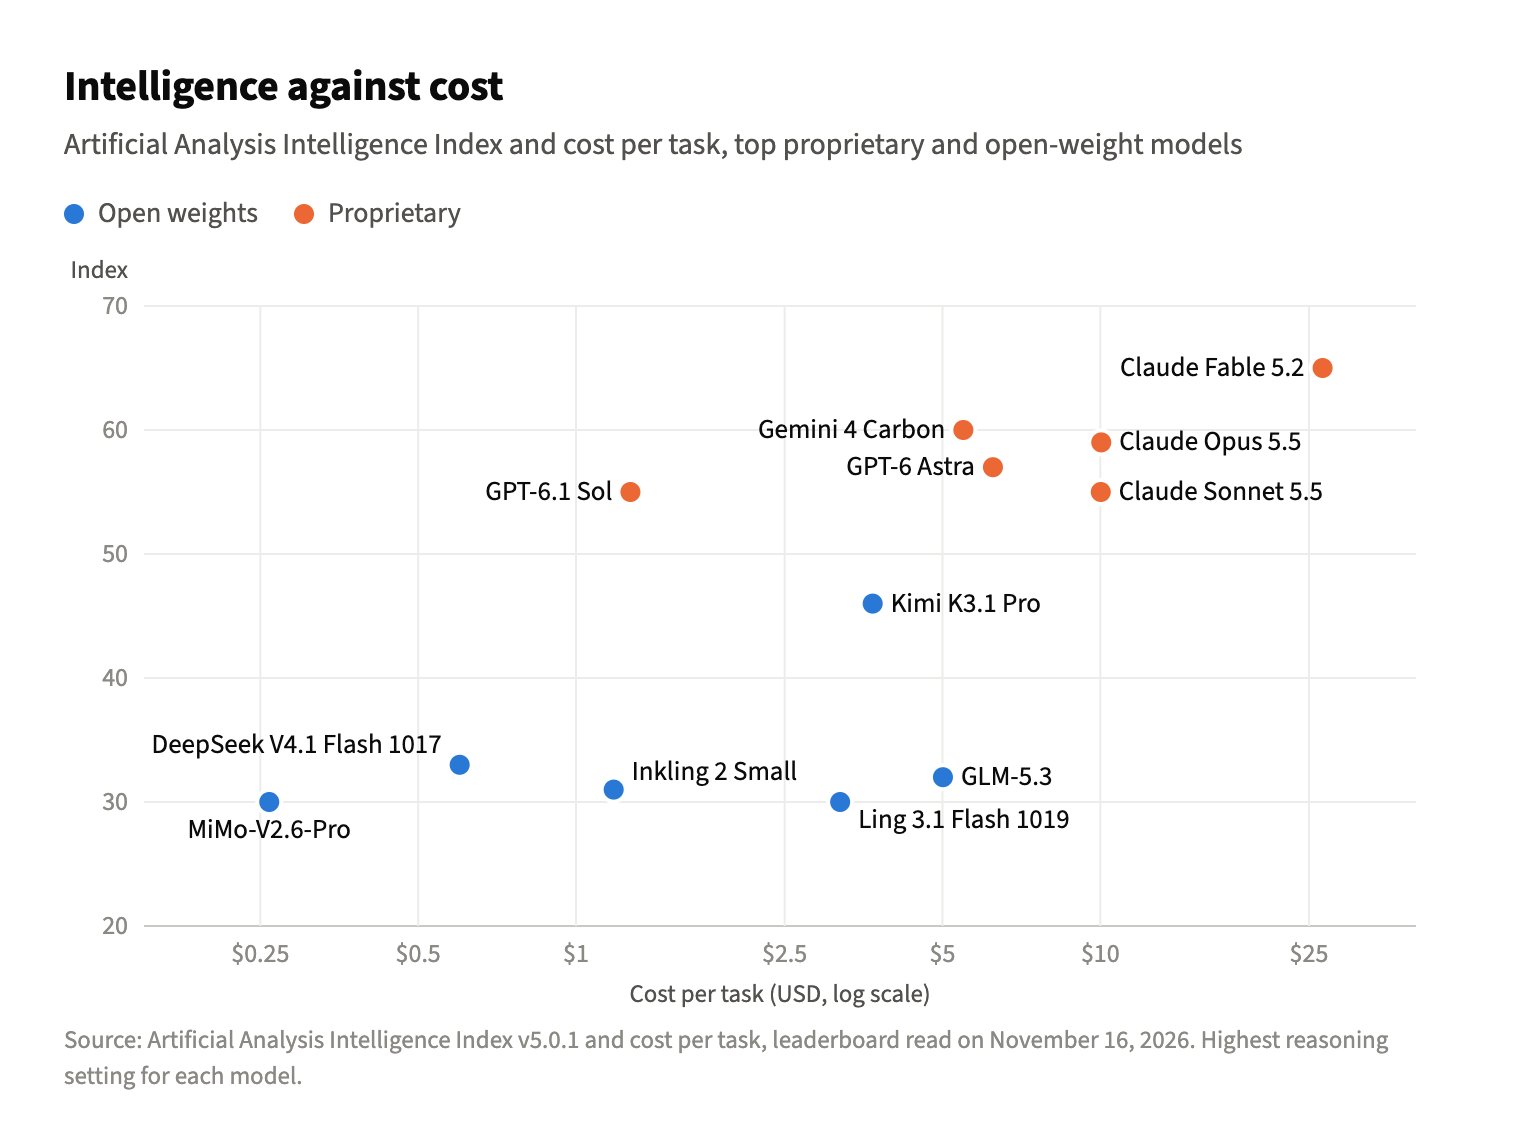 Intelligence against cost
Artificial Analysis Intelligence Index and cost per task, top proprietary and open-weight models
Open weights
Proprietary
Index
70
60
50
40
30
20
Claude Fable 5.2
Gemini 4 Carbon
Claude Opus 5.5
GPT-6 Astra
GPT-6.1 Sol
Claude Sonnet 5.5
Kimi K3.1 Pro
DeepSeek V4.1 Flash 1017
Inkling 2 Small
GLM-5.3
Ling 3.1 Flash 1019
MiMo-V2.6-Pro
$0.25
$0.5
$1
$2.5
$5
$10
$25
Cost per task (USD, log scale)
Source: Artificial Analysis Intelligence Index v5.0.1 and cost per task, leaderboard read on November 16, 2026. Highest reasoning
setting for each model.